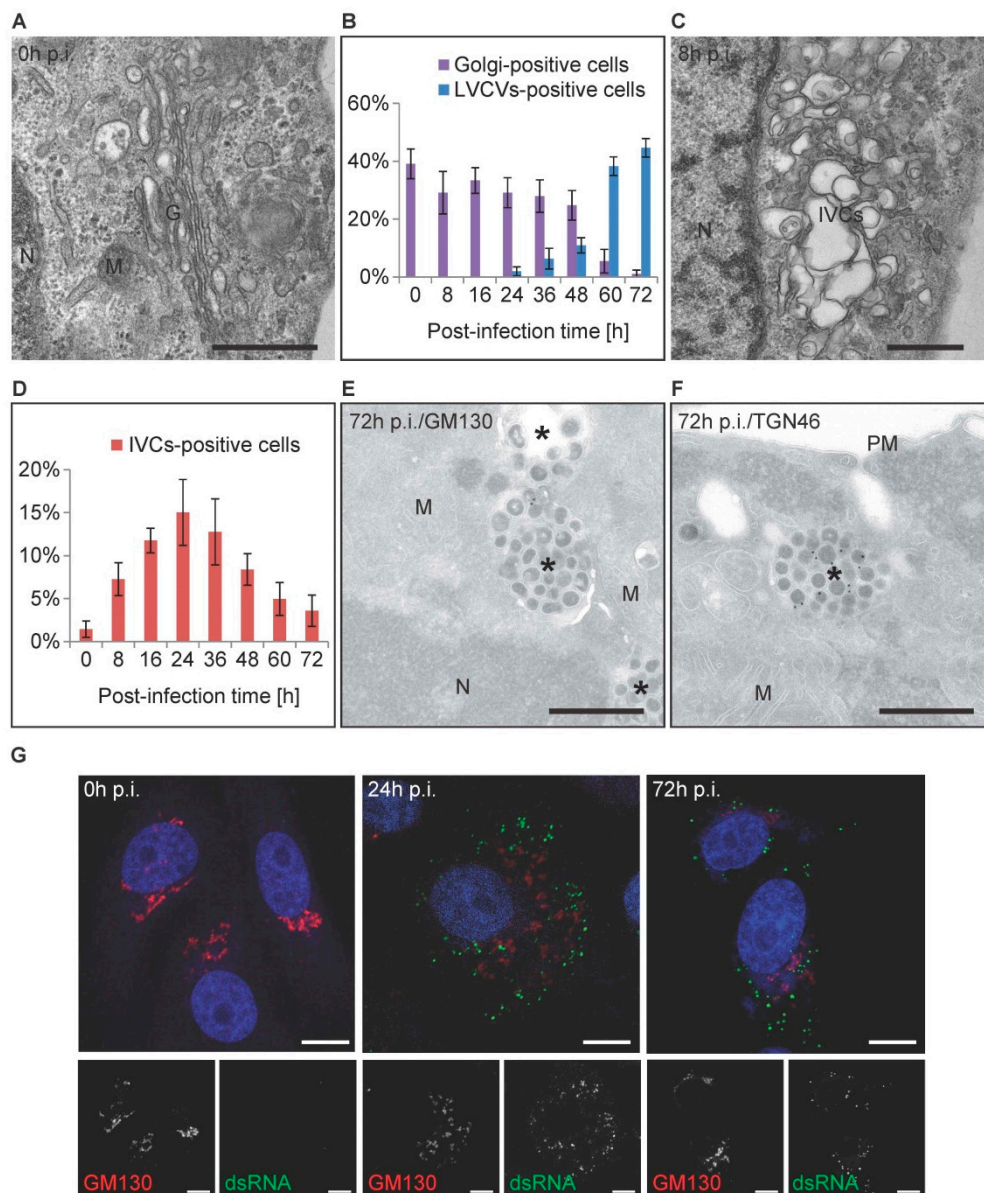 A
0h p.i.
N
M
G
B
Golgi-positive cells
LVCVs-positive cells
60%
40%
20%
0%
0 8 16 24 36 48 60 72
Post-infection time [h]
C
8h p.i.
N
IVCs
D
IVCs-positive cells
20%
15%
10%
5%
0%
0 8 16 24 36 48 60 72
Post-infection time [h]
E
72h p.i./GM130
*
M
*
M
N
*
F
72h p.i./TGN46
PM
*
M
G
0h p.i.
24h p.i.
72h p.i.
GM130 dsRNA GM130 dsRNA GM130 dsRNA